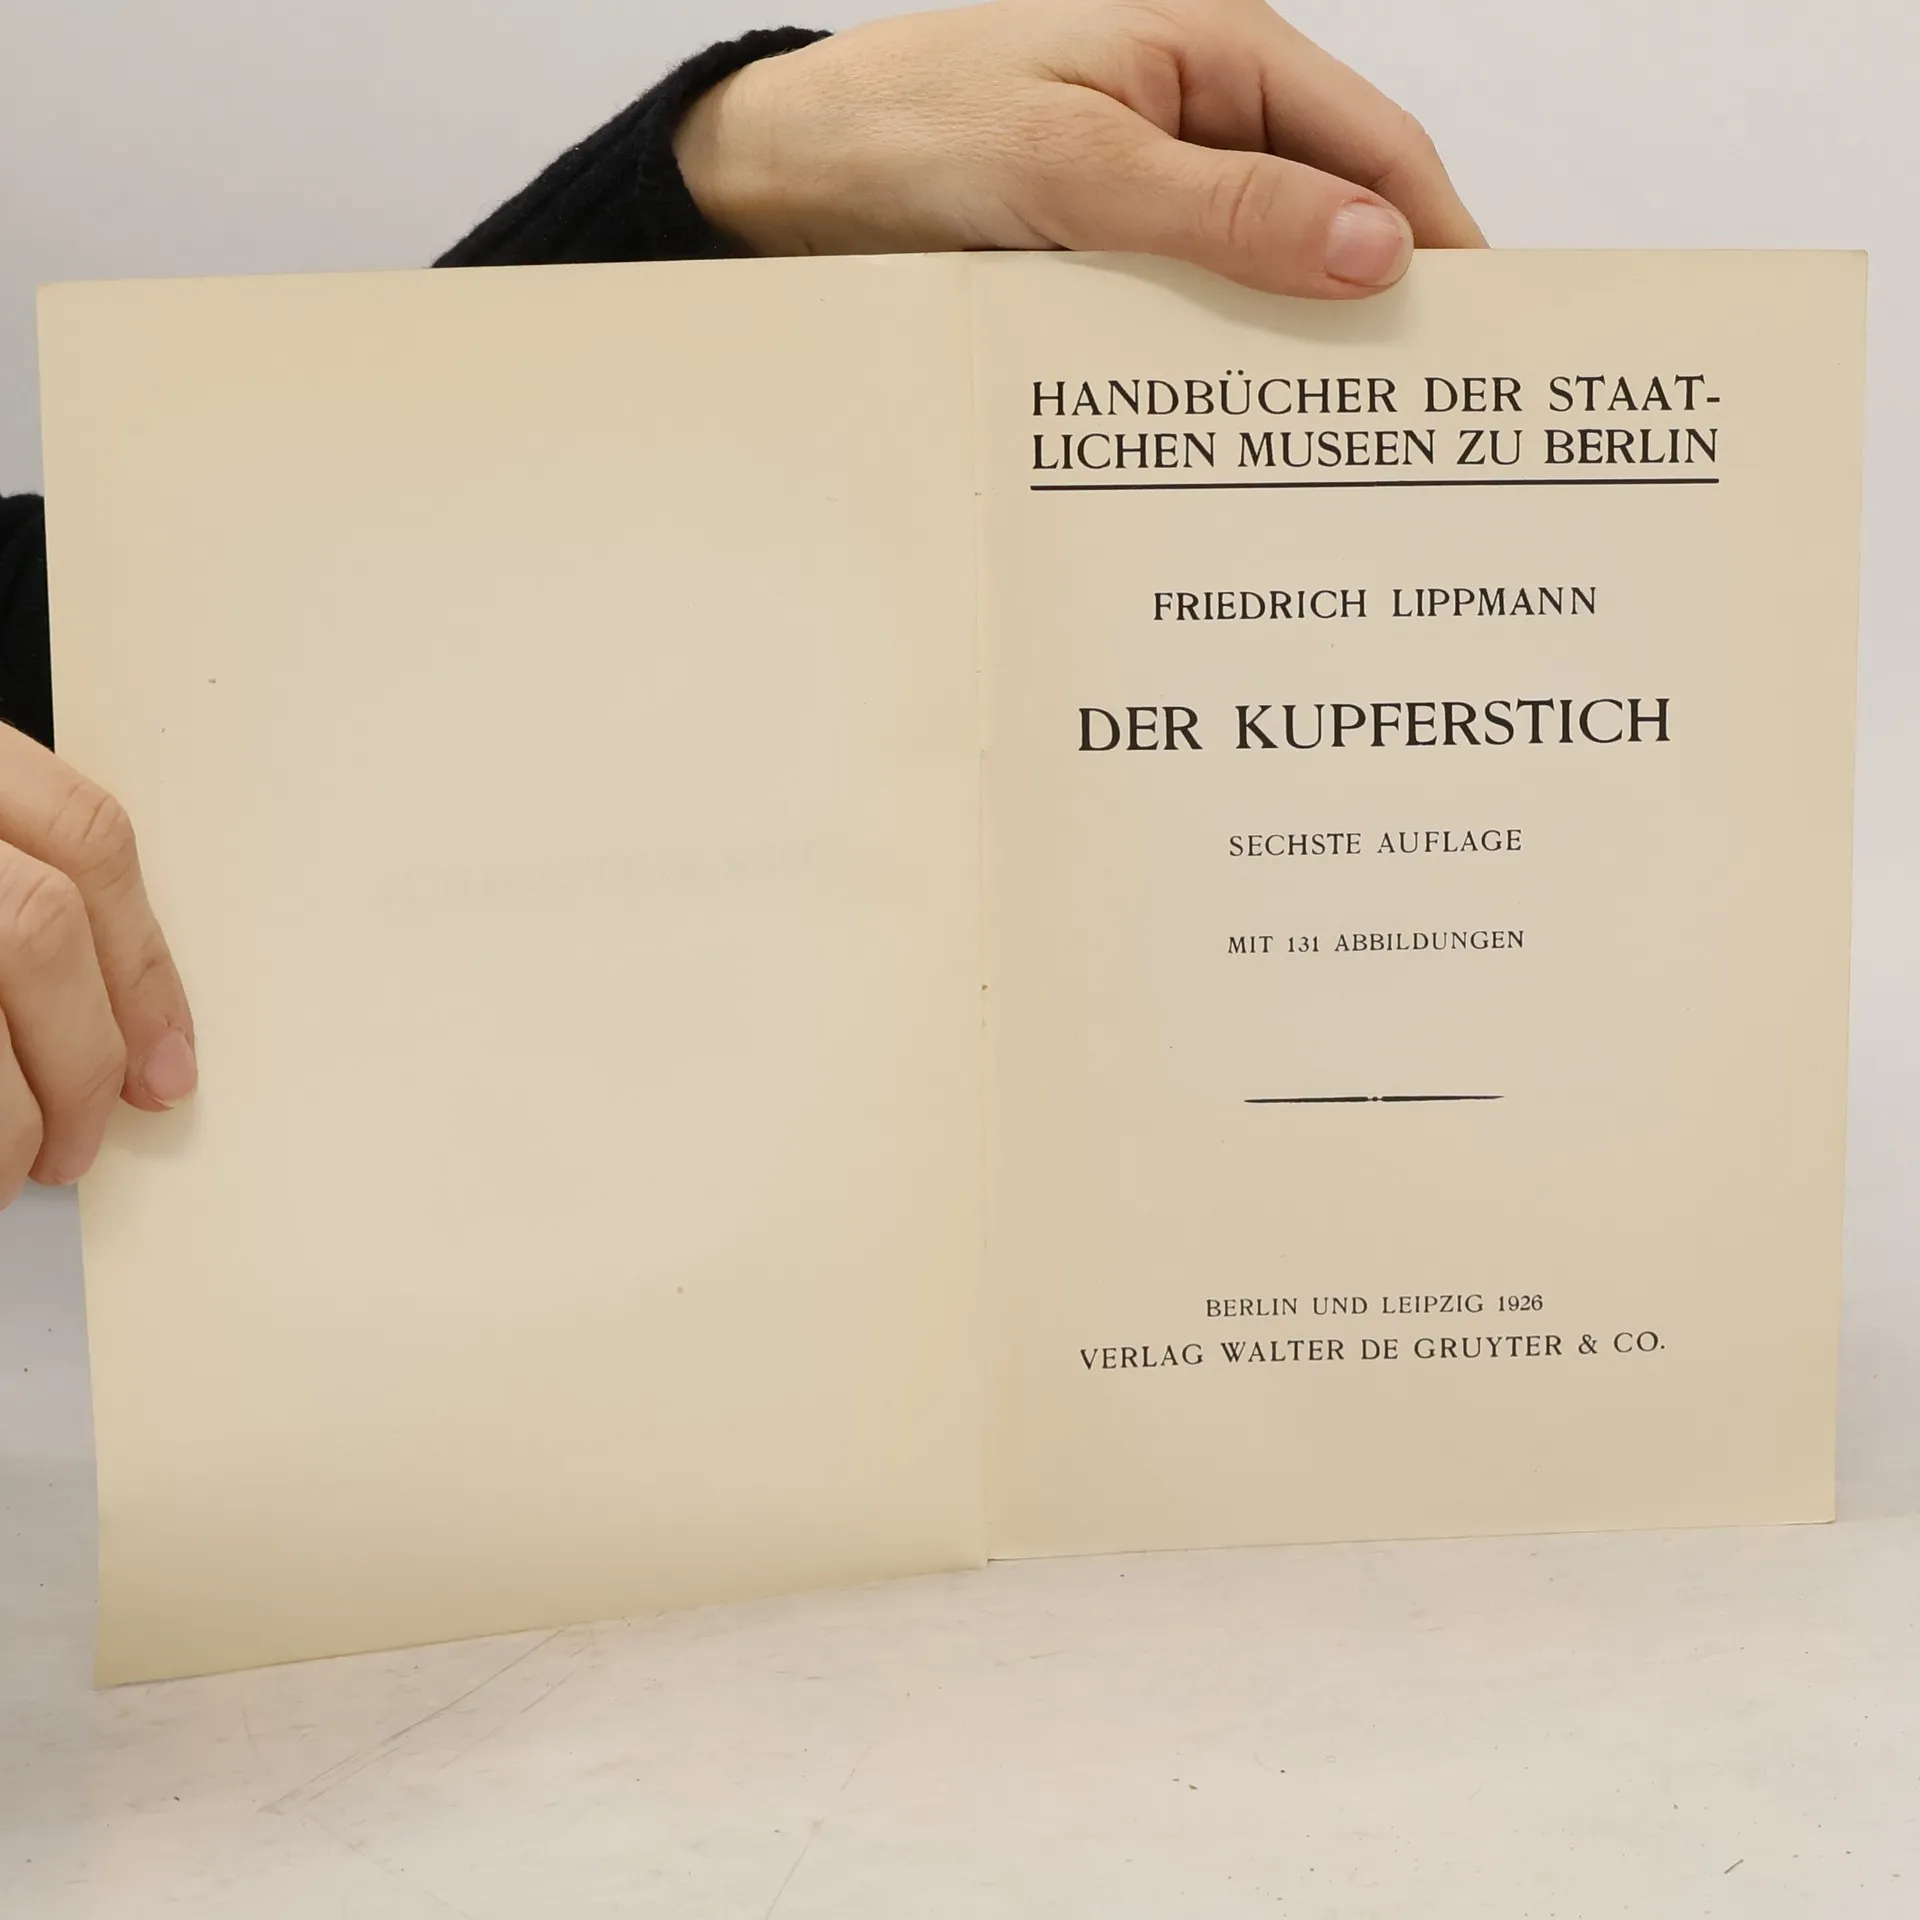 HANDBÜCHER DER STAAT-
LICHEN MUSEEN ZU BERLIN
FRIEDRICH LIPPMANN
DER KUPFERSTICH
SECHSTE AUFLAGE
MIT 131 ABBILDUNGEN
BERLIN UND LEIPZIG 1926
VERLAG WALTER DE GRUYTER & CO.